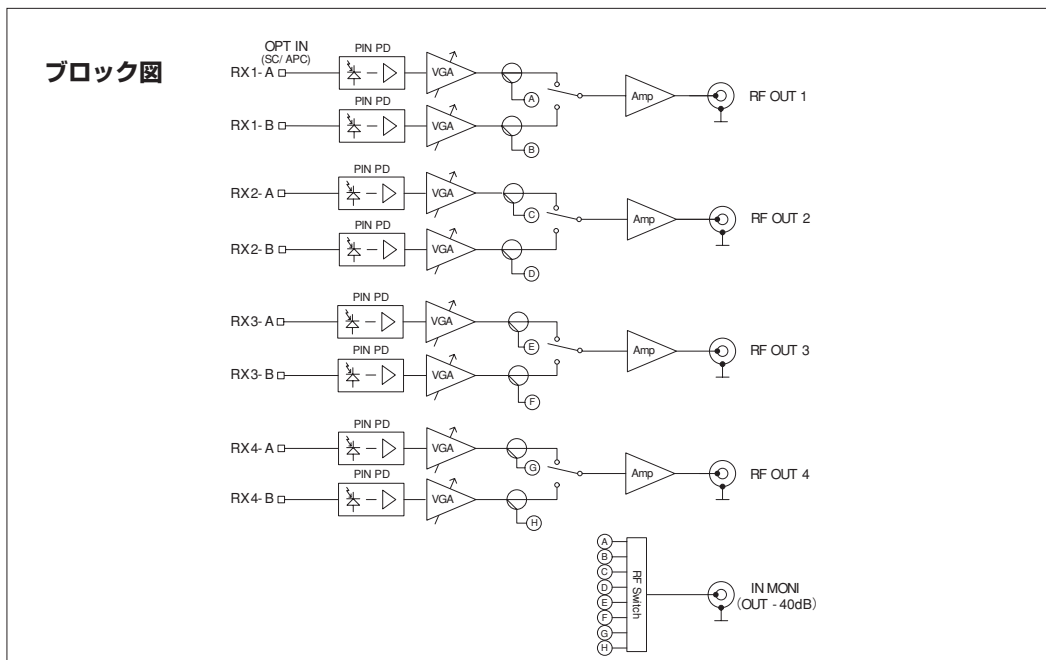 ブロック図
OPT IN
(SC/APC)
PIN PD
RX1-A
VGA
A
Amp
RF OUT 1
PIN PD
RX1-B
VGA
B
PIN PD
RX2-A
VGA
C
Amp
RF OUT 2
PIN PD
RX2-B
VGA
D
PIN PD
RX3-A
VGA
E
Amp
RF OUT 3
PIN PD
RX3-B
VGA
F
PIN PD
RX4-A
VGA
G
Amp
RF OUT 4
PIN PD
RX4-B
VGA
H
A
B
C
D
E
F
G
H
RF Switch
IN MONI
(OUT -40dB)